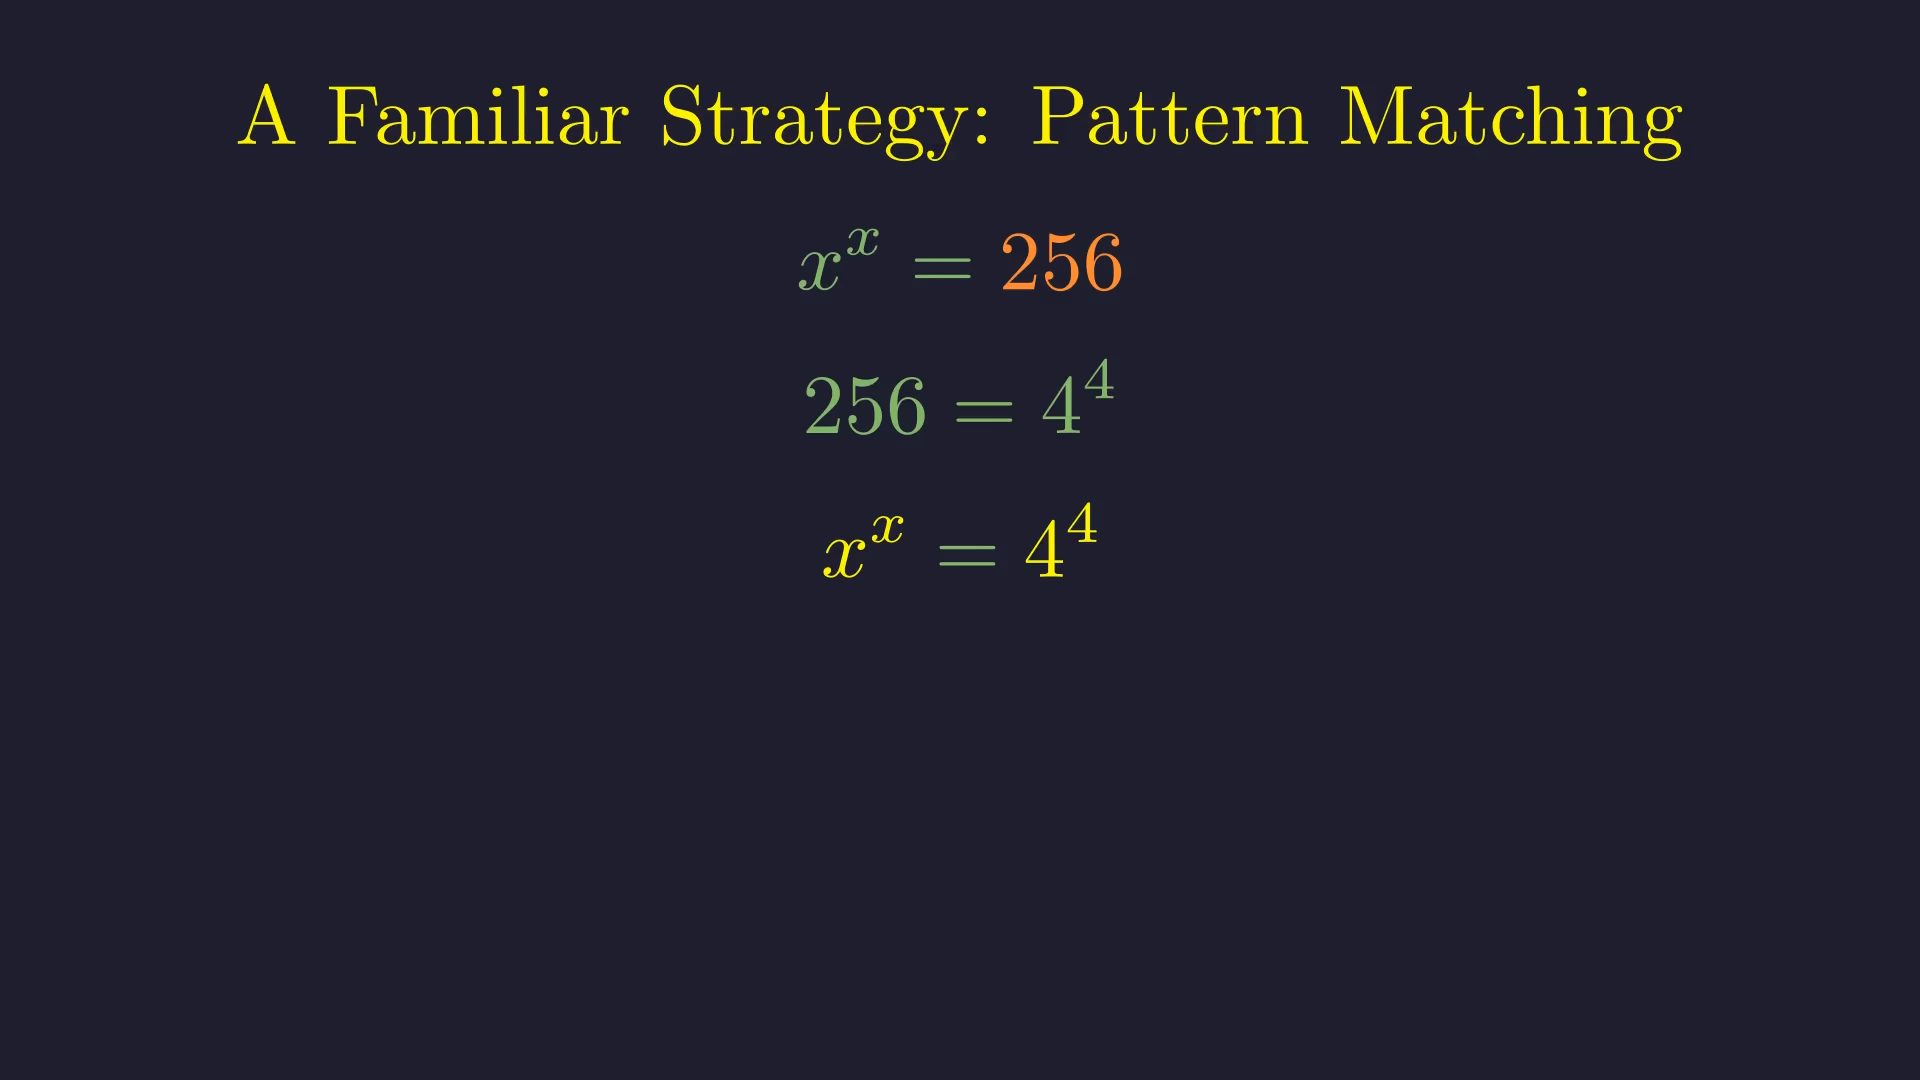 A Familiar Strategy: Pattern Matching
x^x = 256
256 = 4^4
x^x = 4^4